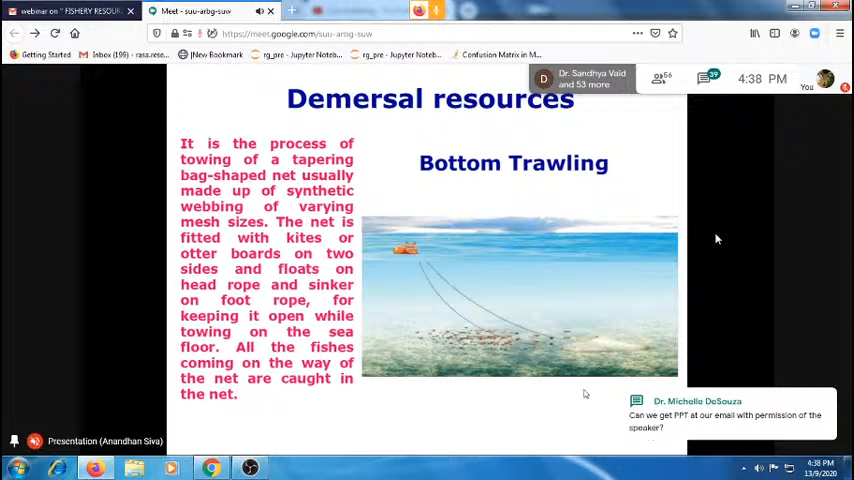 webinar on " FISHERY RESOUR
Meet - suu-arbg-suw
https://meet.google.com/suu-arbg-suw
Getting Started
Inbox (199) - rasa.rese...
|New Bookmark
rg_pre - Jupyter Noteb...
rg_pre - Jupyter Noteb...
Confusion Matrix in M...
D
Dr. Sandhya Vaid
and 53 more
56
39
4:38 PM
You
Demersal resources
Bottom Trawling
It is the process of
towing of a tapering
bag-shaped net usually
made up of synthetic
webbing of varying
mesh sizes. The net is
fitted with kites or
otter boards on two
sides and floats on
head rope and sinker
on foot rope, for
keeping it open while
towing on the sea
floor. All the fishes
coming on the way of
the net are caught in
the net.
Dr. Michelle DeSouza
Can we get PPT at our email with permission of the
speaker?
Presentation (Anandhan Siva)
4:38 PM
13/9/2020